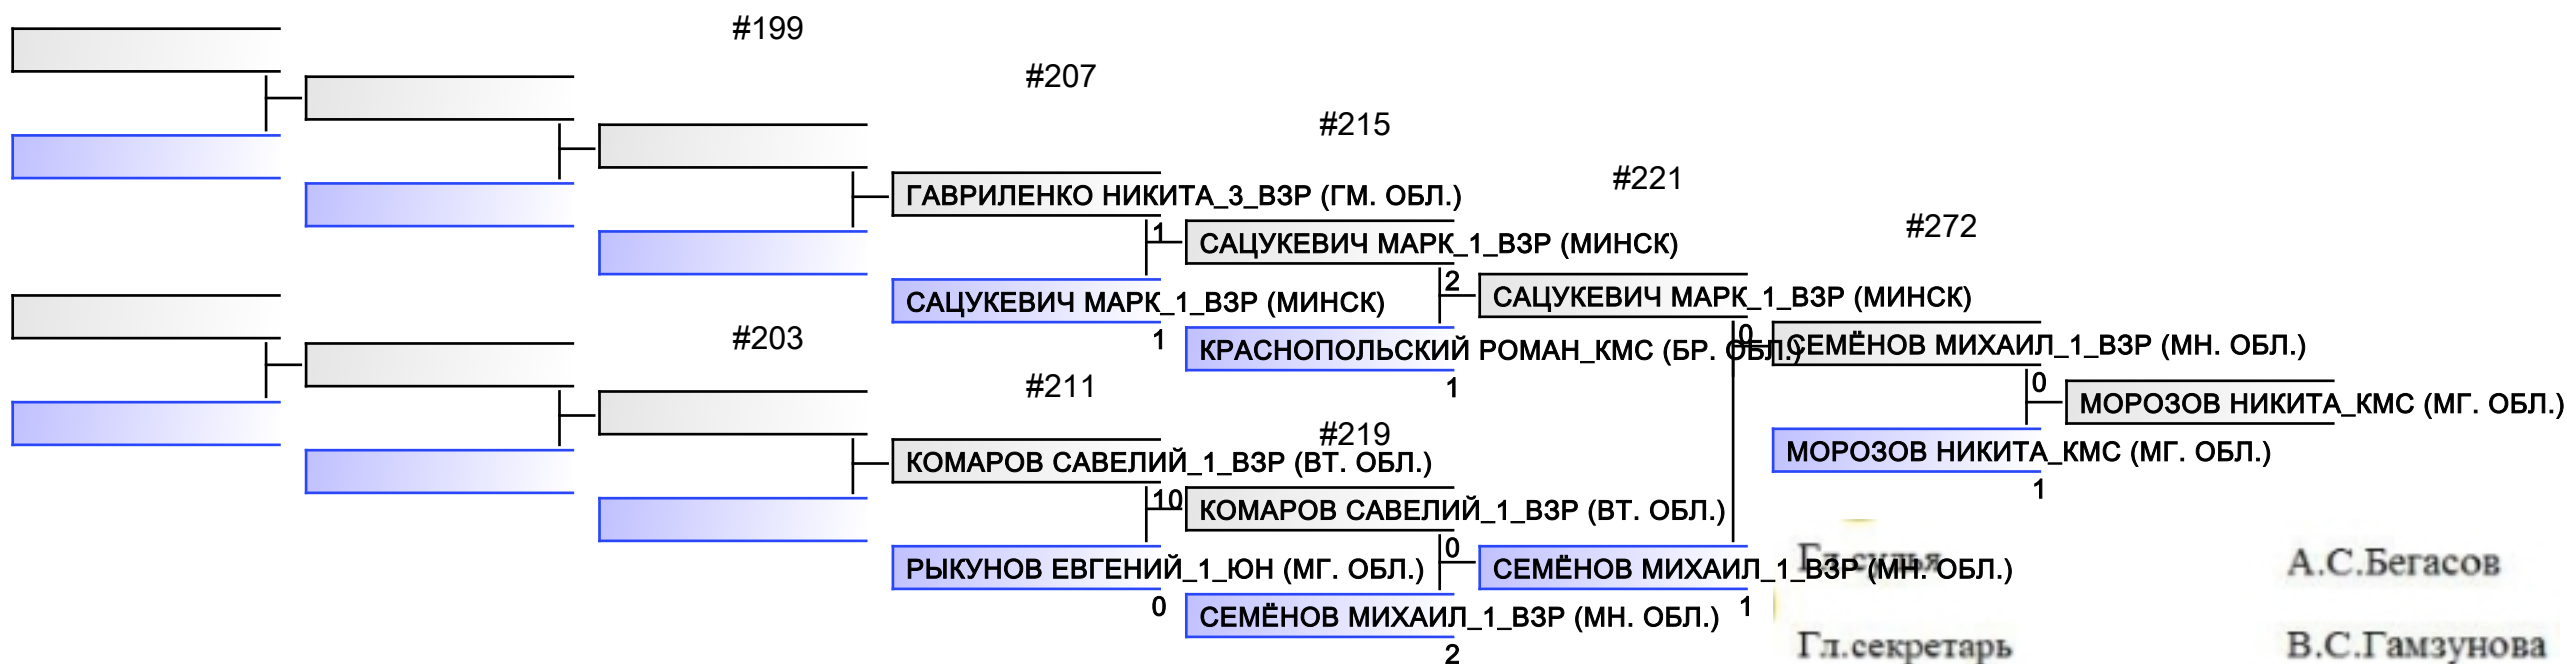 #199
#207
#215
#221
#272
ГАВРИЛЕНКО НИКИТА_3_ВЗР (ГМ. ОБЛ.)
1
САЦУКЕВИЧ МАРК_1_ВЗР (МИНСК)
САЦУКЕВИЧ МАРК_1_ВЗР (МИНСК)
1
2
САЦУКЕВИЧ МАРК_1_ВЗР (МИНСК)
КРАСНОПОЛЬСКИЙ РОМАН_КМС (БР. ОБЛ.)
1
0
СЕМЁНОВ МИХАИЛ_1_ВЗР (МН. ОБЛ.)
0
МОРОЗОВ НИКИТА_КМС (МГ. ОБЛ.)
МОРОЗОВ НИКИТА_КМС (МГ. ОБЛ.)
1
#203
#211
#219
КОМАРОВ САВЕЛИЙ_1_ВЗР (ВТ. ОБЛ.)
10
КОМАРОВ САВЕЛИЙ_1_ВЗР (ВТ. ОБЛ.)
РЫКУНОВ ЕВГЕНИЙ_1_ЮН (МГ. ОБЛ.)
0
0
СЕМЁНОВ МИХАИЛ_1_ВЗР (МН. ОБЛ.)
1
СЕМЁНОВ МИХАИЛ_1_ВЗР (МН. ОБЛ.)
2
Гл.судья А.С.Бегасов
Гл.секретарь В.С.Гамзунова